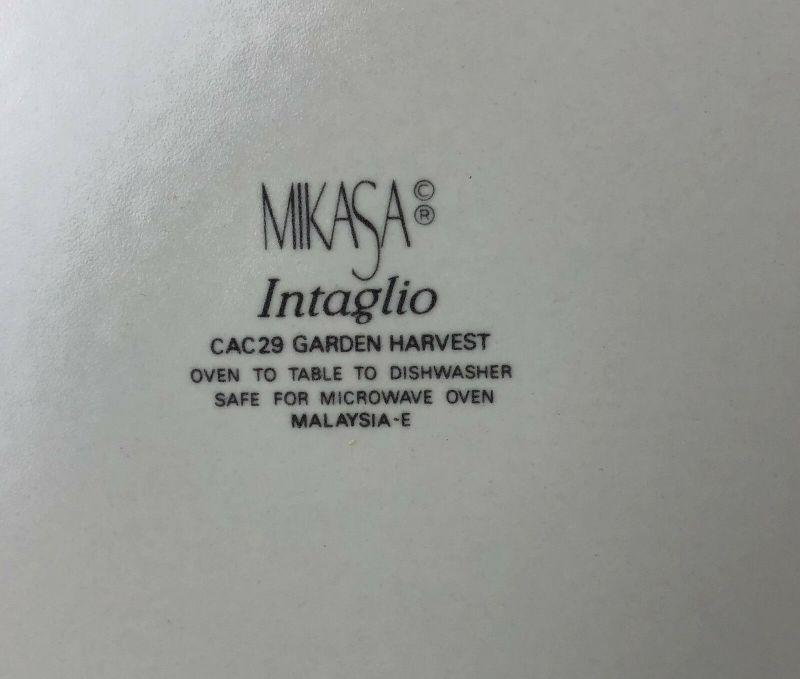 MIKASA © ®
Intaglio
CAC29 GARDEN HARVEST
OVEN TO TABLE TO DISHWASHER
SAFE FOR MICROWAVE OVEN
MALAYSIA-E